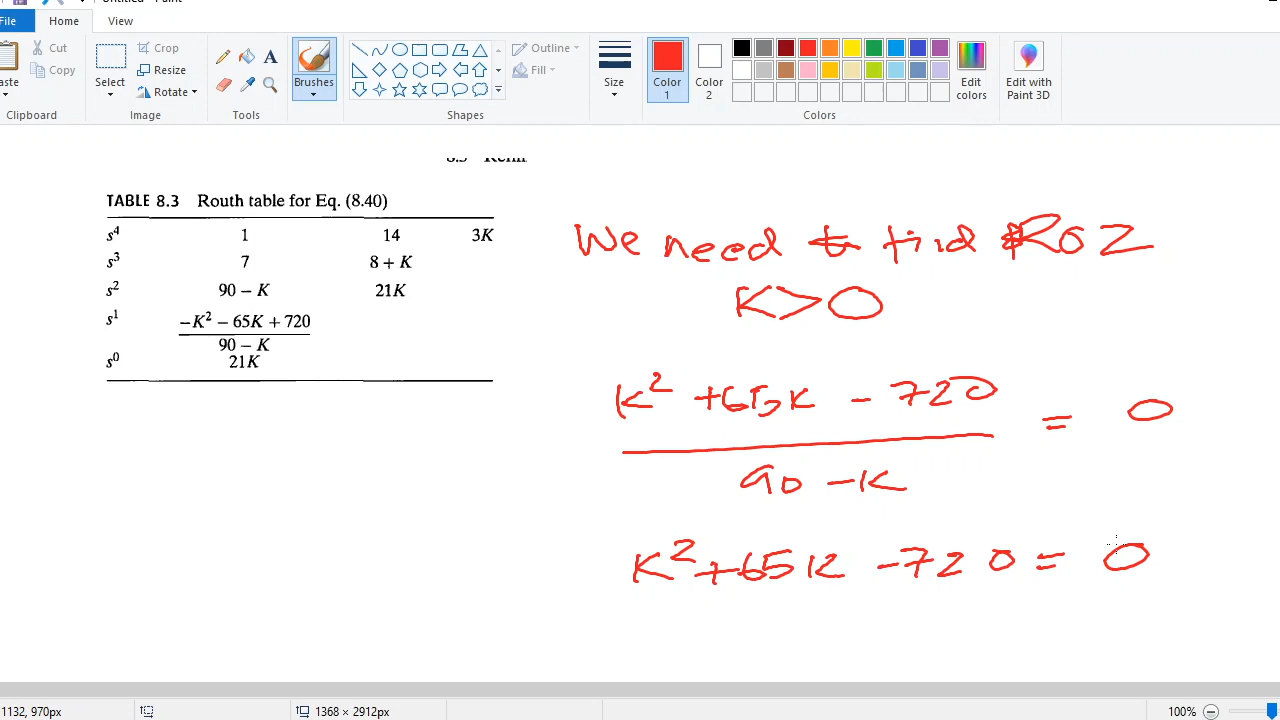 Untitled - Paint
File Home View
Paste Cut Copy Select Crop Resize Rotate Brushes Outline Fill Size Color 1 Color 2 Edit colors Edit with Paint 3D
Clipboard Image Tools Shapes Colors
TABLE 8.3 Routh table for Eq. (8.40)
s⁴ 1 14 3K
s³ 7 8 + K
s² 90 − K 21K
s¹ −K² − 65K + 720
90 − K
s⁰ 21K
We need to find ROZ
K>0
K² +65K − 720 = 0
90 − K
K²+65K −720 = 0
1132, 970px 1368 × 2912px 100%